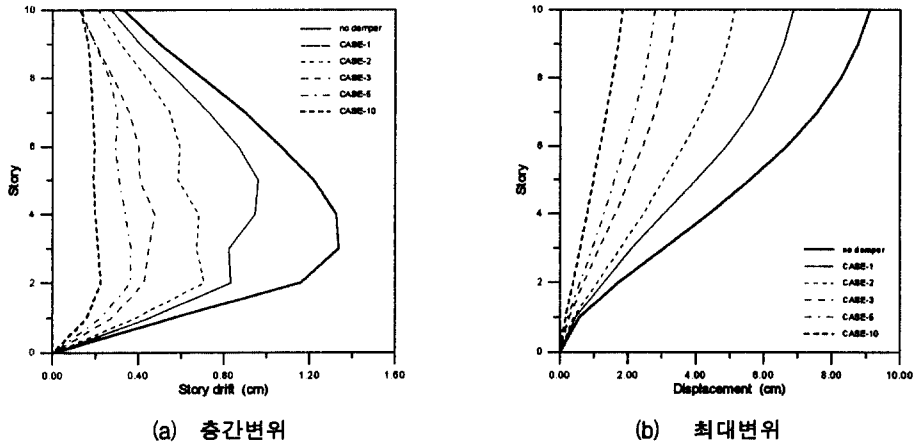 10
8
6
4
2
0
Story
0.00
0.40
0.80
1.20
1.60
Story drift (cm)
no damper
CASE-1
CASE-2
CASE-3
CASE-5
CASE-10
(a) 층간변위
10
8
6
4
2
0
Story
0.00
2.00
4.00
6.00
8.00
10.00
Displacement (cm)
no damper
CASE-1
CASE-2
CASE-3
CASE-5
CASE-10
(b) 최대변위